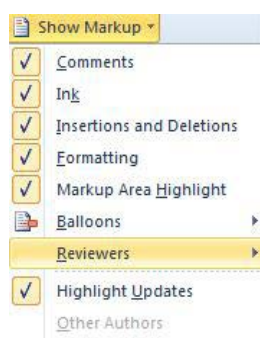 Show Markup
Comments
Ink
Insertions and Deletions
Formatting
Markup Area Highlight
Balloons
Reviewers
Highlight Updates
Other Authors